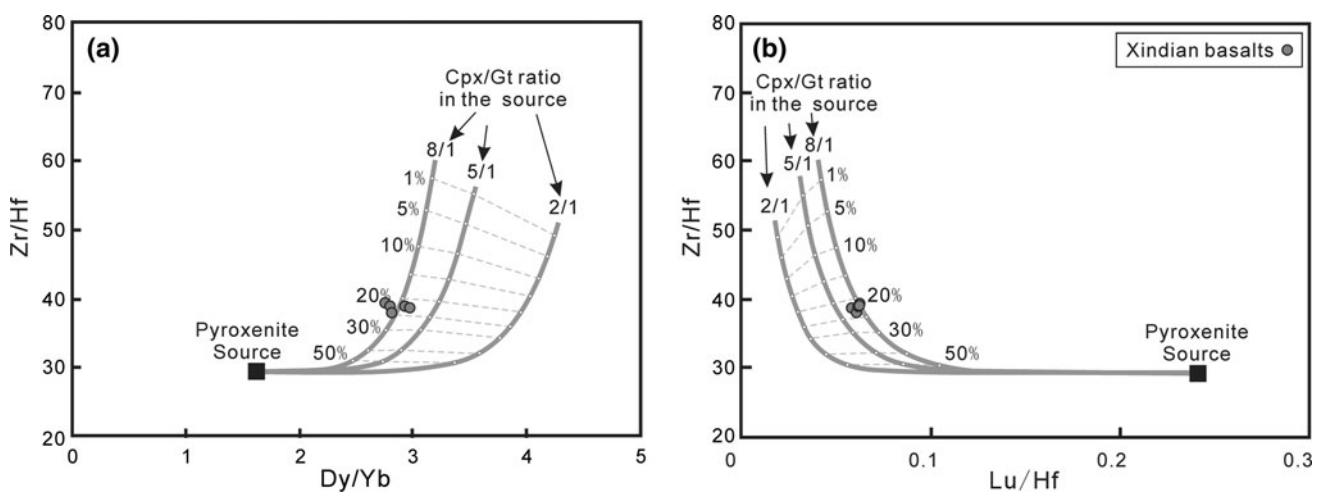 (a)
80
70
60
50
40
30
20
Zr/Hf
Cpx/Gt ratio
in the source
8/1
5/1
2/1
1%
5%
10%
20%
30%
50%
Pyroxenite
Source
0
1
2
3
4
5
Dy/Yb
(b)
80
70
60
50
40
30
20
Zr/Hf
Xindian basalts
Cpx/Gt ratio
in the source
8/1
5/1
2/1
1%
5%
10%
20%
30%
50%
Pyroxenite
Source
0
0.1
0.2
0.3
Lu/Hf